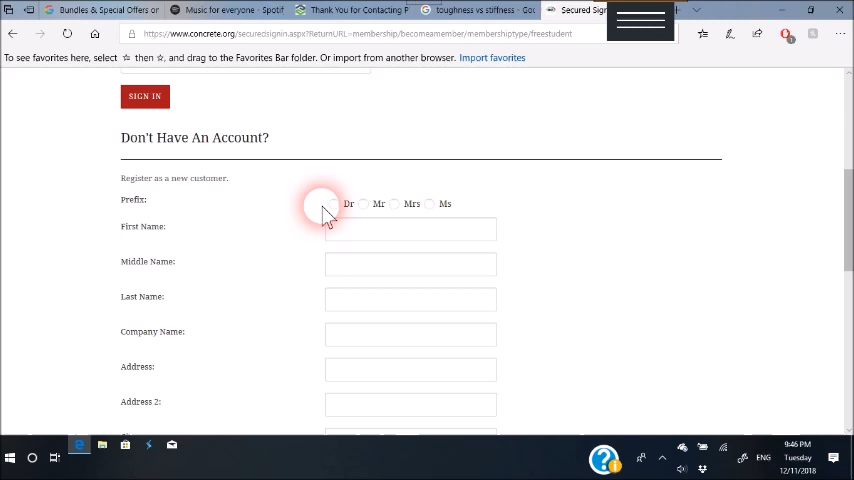 Bundles & Special Offers or
Music for everyone - Spotif
Thank You for Contacting P
toughness vs stiffness - Goo
Secured Sign
https://www.concrete.org/securedsignin.aspx?ReturnURL=membership/becomeamember/membershiptype/freestudent
To see favorites here, select ☆ then ☆, and drag to the Favorites Bar folder. Or import from another browser. Import favorites
SIGN IN
Don't Have An Account?
Register as a new customer.
Prefix:
Dr Mr Mrs Ms
First Name:
Middle Name:
Last Name:
Company Name:
Address:
Address 2:
9:46 PM
ENG
Tuesday
12/11/2018